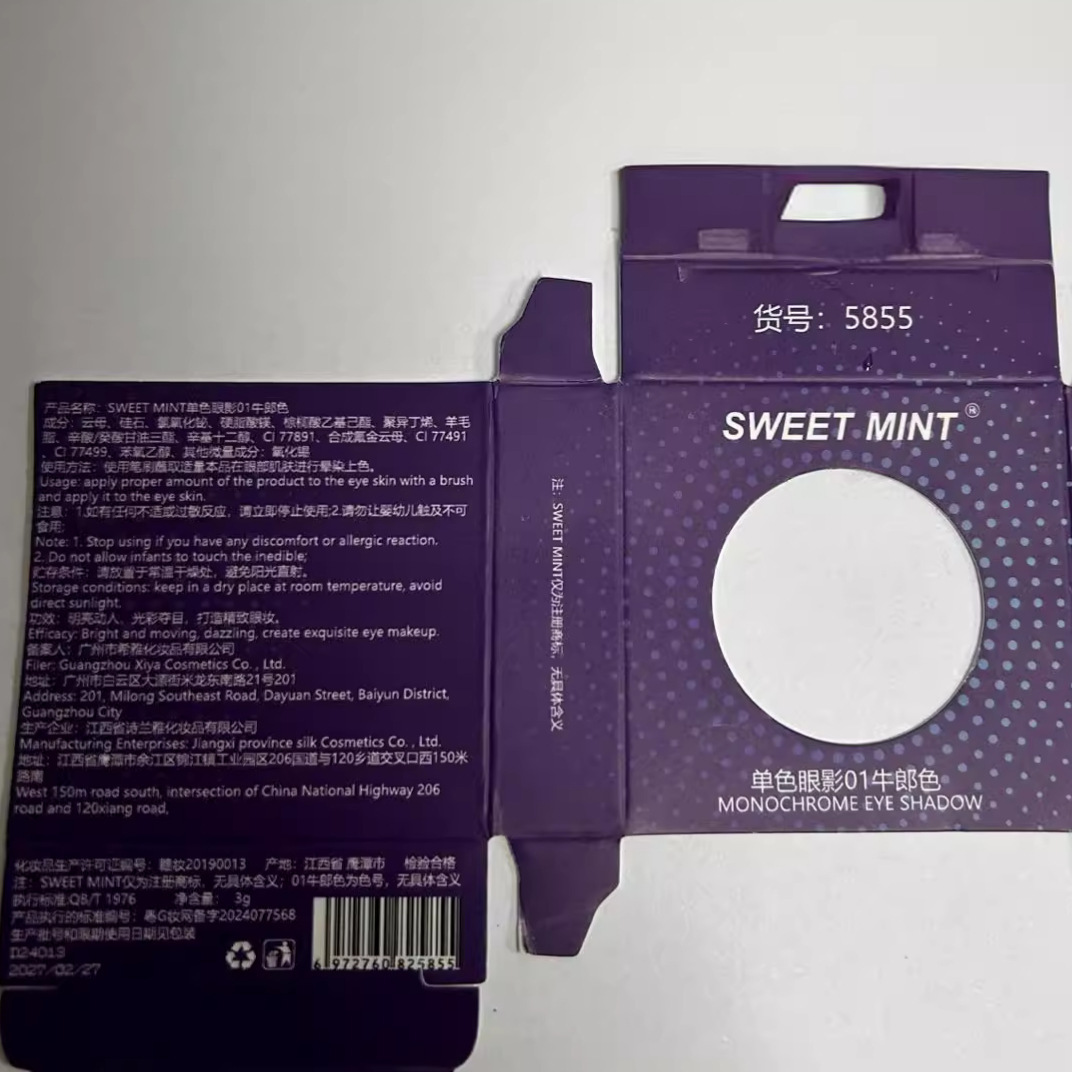 产品名称：SWEET MINT单色眼影01牛郎色
成分：云母、硅石、氯氧化铋、硬脂酸镁、棕榈酸乙基己酯、聚异丁烯、羊毛
脂、辛酸/癸酸甘油三酯、辛基十二醇、CI 77891、合成氟金云母、CI 77491
、CI 77499、苯氧乙醇、其他微量成分：氧化锡
使用方法：使用笔刷蘸取适量本品在眼部肌肤进行晕染上色。
Usage: apply proper amount of the product to the eye skin with a brush
and apply it to the eye skin.
注意：1.如有任何不适或过敏反应，请立即停止使用;2.请勿让婴幼儿触及不可
食用;
Note: 1. Stop using if you have any discomfort or allergic reaction.
2. Do not allow infants to touch the inedible;
贮存条件：请放置于常温干燥处，避免阳光直射。
Storage conditions: keep in a dry place at room temperature, avoid
direct sunlight.
功效：明亮动人、光彩夺目，打造精致眼妆。
Efficacy: Bright and moving, dazzling, create exquisite eye makeup.
备案人：广州市希雅化妆品有限公司
Filer: Guangzhou Xiya Cosmetics Co., Ltd.
地址：广州市白云区大源街米龙东南路21号201
Address: 201, Milong Southeast Road, Dayuan Street, Baiyun District,
Guangzhou City
生产企业：江西省诗兰雅化妆品有限公司
Manufacturing Enterprises: Jiangxi province silk Cosmetics Co., Ltd.
地址：江西省鹰潭市余江区锦江镇工业园区206国道与120乡道交叉口西150米
路南
West 150m road south, intersection of China National Highway 206
and 120xiang road,
化妆品生产许可证编号：赣妆20190013 产地：江西省 鹰潭市 检验合格
注：SWEET MINT仅为注册商标，无具体含义；01牛郎色为色号，无具体含义
执行标准:QB/T 1976 净含量：3g
产品执行的标准编号：粤G妆网备字2024077568
生产批号和限期使用日期见包装
D24013
2027/02/27
6 972760 825855
注：SWEET MINT仅为注册商标，无具体含义
货号：5855
SWEET MINT®
单色眼影01牛郎色
MONOCHROME EYE SHADOW